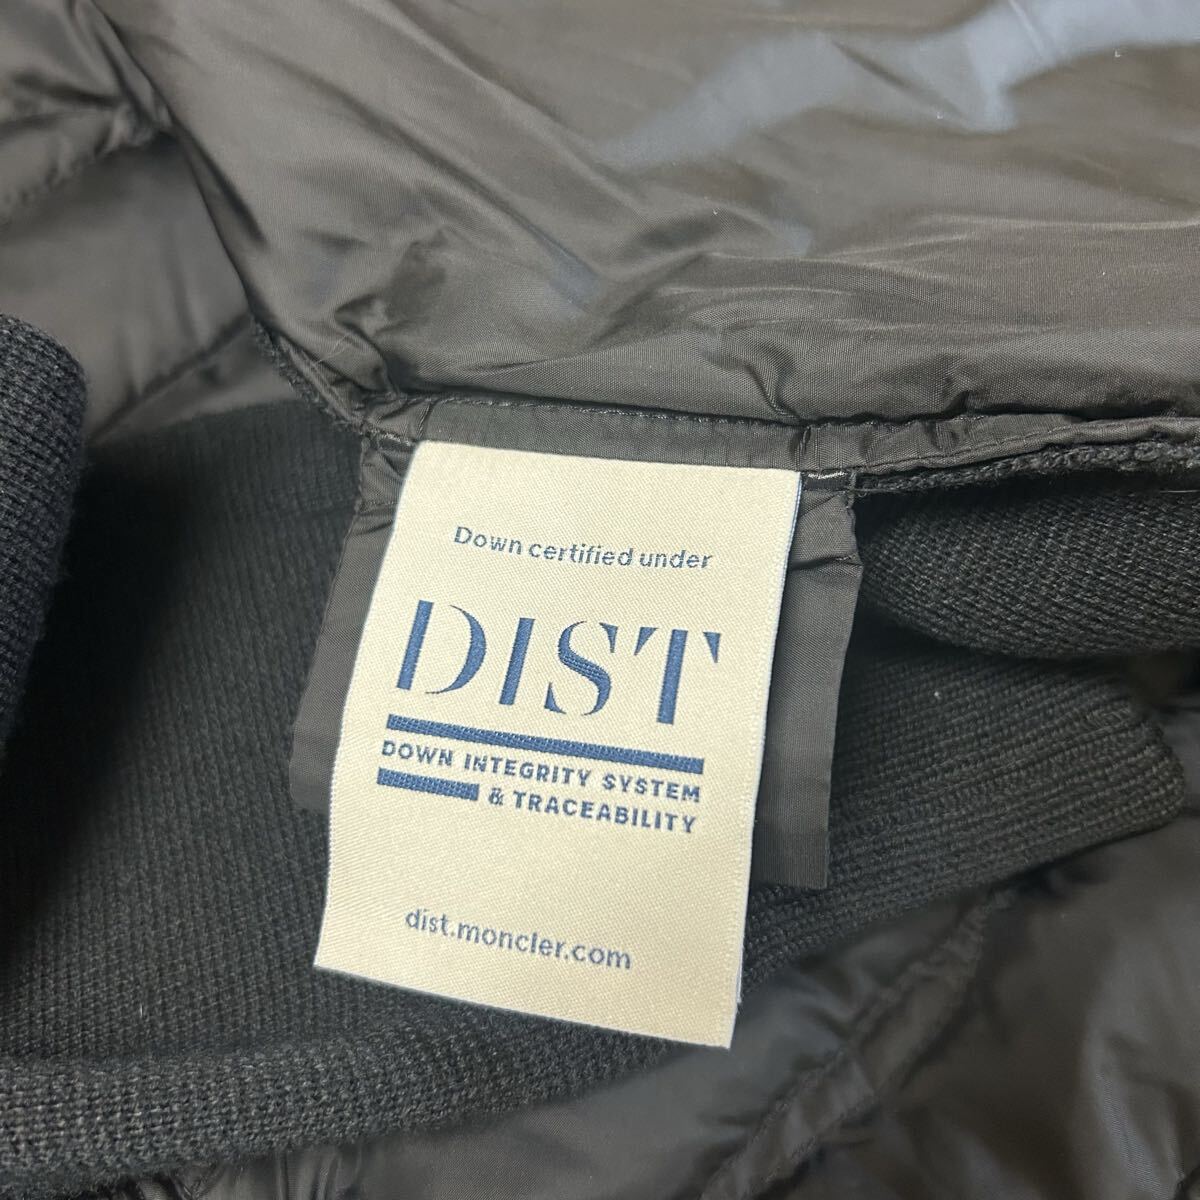 Down certified under
DIST
DOWN INTEGRITY SYSTEM
& TRACEABILITY
dist.moncler.com